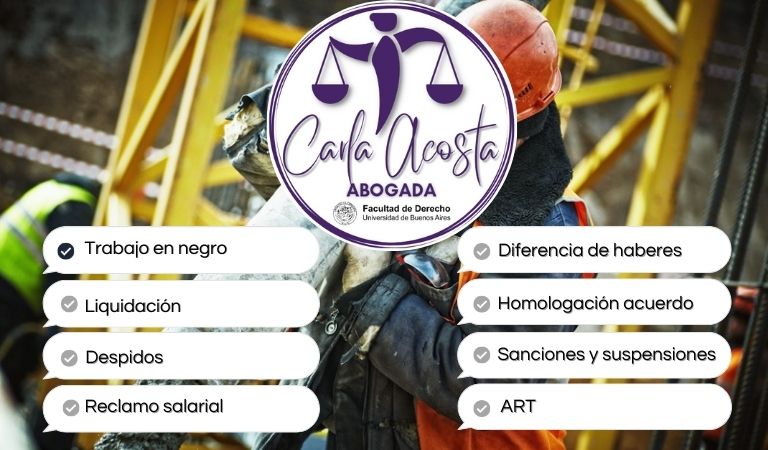 Carla Acosta
ABOGADA
Facultad de Derecho
Universidad de Buenos Aires
Trabajo en negro
Liquidación
Despidos
Reclamo salarial
Diferencia de haberes
Homologación acuerdo
Sanciones y suspensiones
ART